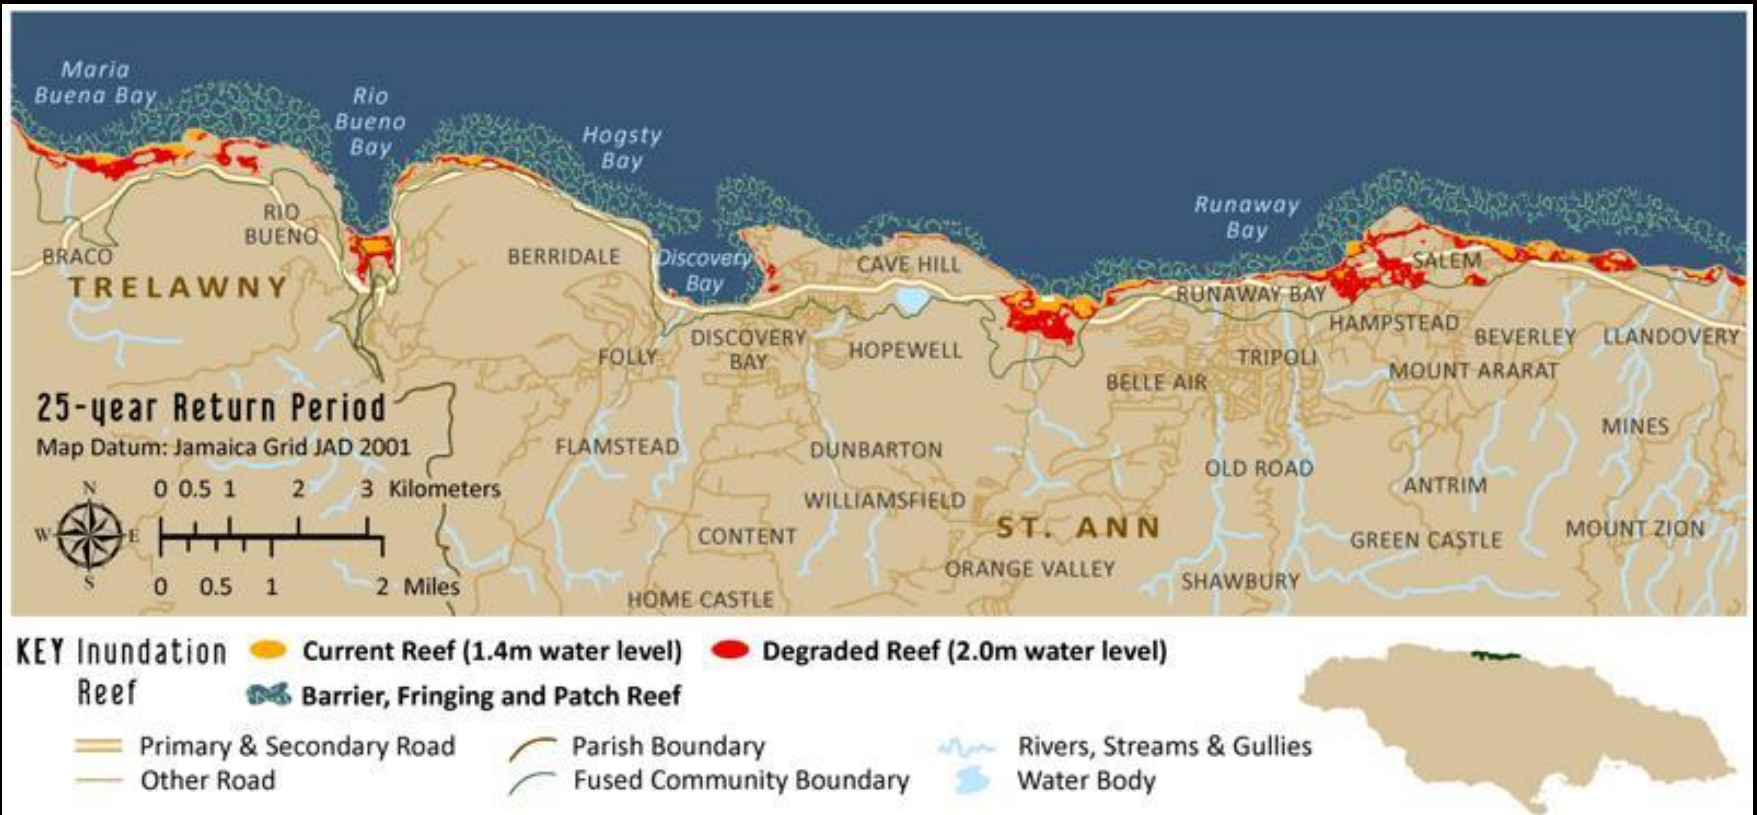 Maria
Buena Bay
Rio
Bueno
Bay
Hogsty
Bay
Runaway
Bay
RIO
BUENO
BRACO
BERRIDALE
Discovery
Bay
CAVE HILL
SALEM
TRELAWNY
RUNAWAY BAY
HAMPSTEAD
BEVERLEY
LLANDOVERY
DISCOVERY
BAY
FOLLY
HOPEWELL
TRIPOLI
MOUNT ARARAT
BELLE AIR
25-year Return Period
Map Datum: Jamaica Grid JAD 2001
MINES
FLAMSTEAD
DUNBARTON
OLD ROAD
ANTRIM
N
W
E
S
0 0.5 1 2 3 Kilometers
0 0.5 1 2 Miles
WILLIAMSFIELD
CONTENT
ST. ANN
MOUNT ZION
GREEN CASTLE
ORANGE VALLEY
SHAWBURY
HOME CASTLE
KEY Inundation
Current Reef (1.4m water level)
Degraded Reef (2.0m water level)
Reef
Barrier, Fringing and Patch Reef
Primary & Secondary Road
Parish Boundary
Rivers, Streams & Gullies
Other Road
Fused Community Boundary
Water Body